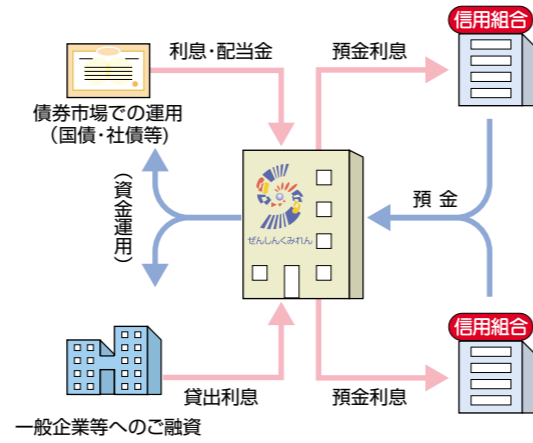 信用組合
利息・配当金
預金利息
債券市場での運用
（国債・社債等）
（資金運用）
ぜんしんくみれん
預 金
信用組合
貸出利息
預金利息
一般企業等へのご融資